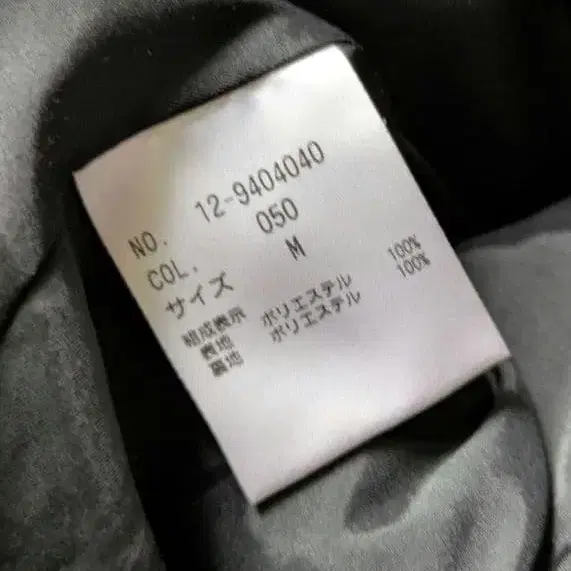 NO. 12-9404040
COL. 050
サイズ M
組成表示
表地 ポリエステル 100%
裏地 ポリエステル 100%